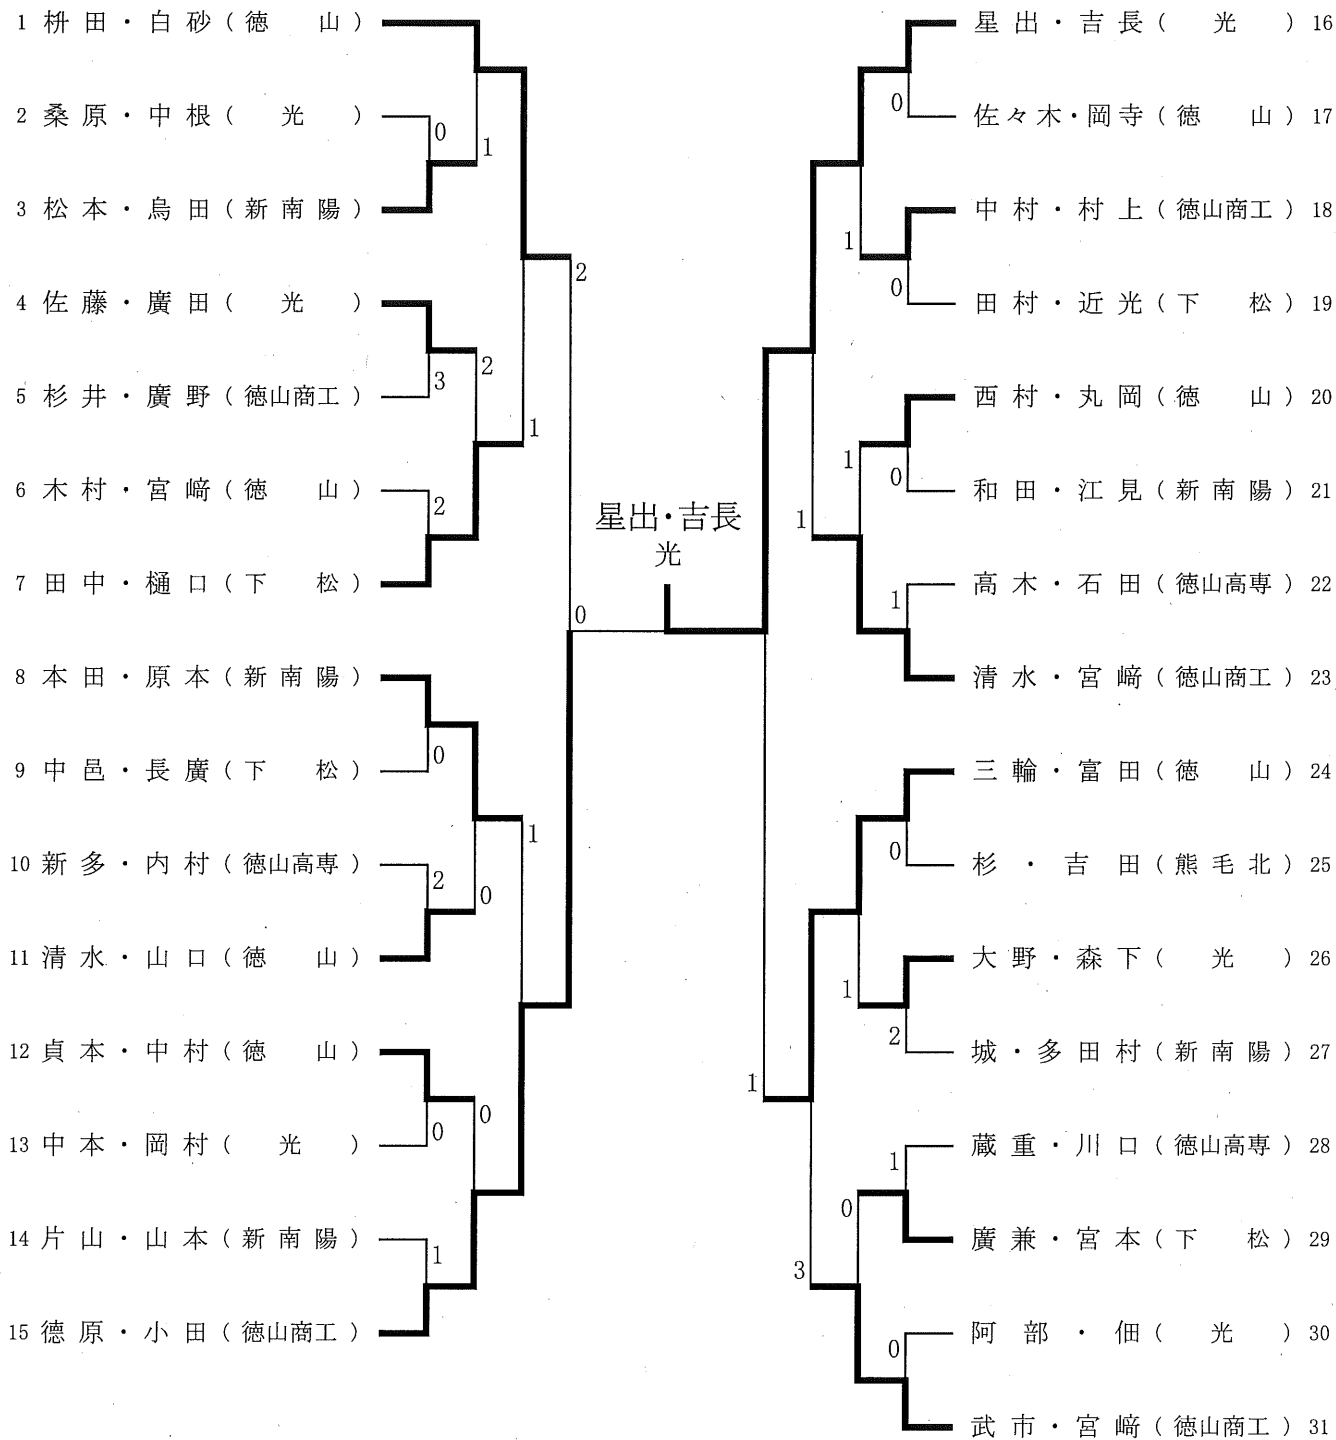 1 枡田・白砂(徳山)
2 桑原・中根(光)
3 松本・烏田(新南陽)
4 佐藤・廣田(光)
5 杉井・廣野(徳山商工)
6 木村・宮﨑(徳山)
7 田中・樋口(下松)
8 本田・原本(新南陽)
9 中邑・長廣(下松)
10 新多・内村(徳山高専)
11 清水・山口(徳山)
12 貞本・中村(徳山)
13 中本・岡村(光)
14 片山・山本(新南陽)
15 德原・小田(徳山商工)
0
1
3
2
2
2
1
0
1
2
0
0
0
1
0
星出・吉長
光
星出・吉長(光) 16
佐々木・岡寺(徳山) 17
中村・村上(徳山商工) 18
田村・近光(下松) 19
西村・丸岡(徳山) 20
和田・江見(新南陽) 21
高木・石田(徳山高専) 22
清水・宮﨑(徳山商工) 23
三輪・富田(徳山) 24
杉・吉田(熊毛北) 25
大野・森下(光) 26
城・多田村(新南陽) 27
蔵重・川口(徳山高専) 28
廣兼・宮本(下松) 29
阿部・佃(光) 30
武市・宮﨑(徳山商工) 31
0
1
0
1
0
1
1
0
1
2
1
1
0
3
0